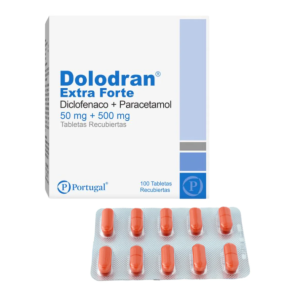 Dolodran®
Extra Forte
Diclofenaco + Paracetamol
50 mg + 500 mg
Tabletas Recubiertas
100 Tabletas
Recubiertas
P Portugal®